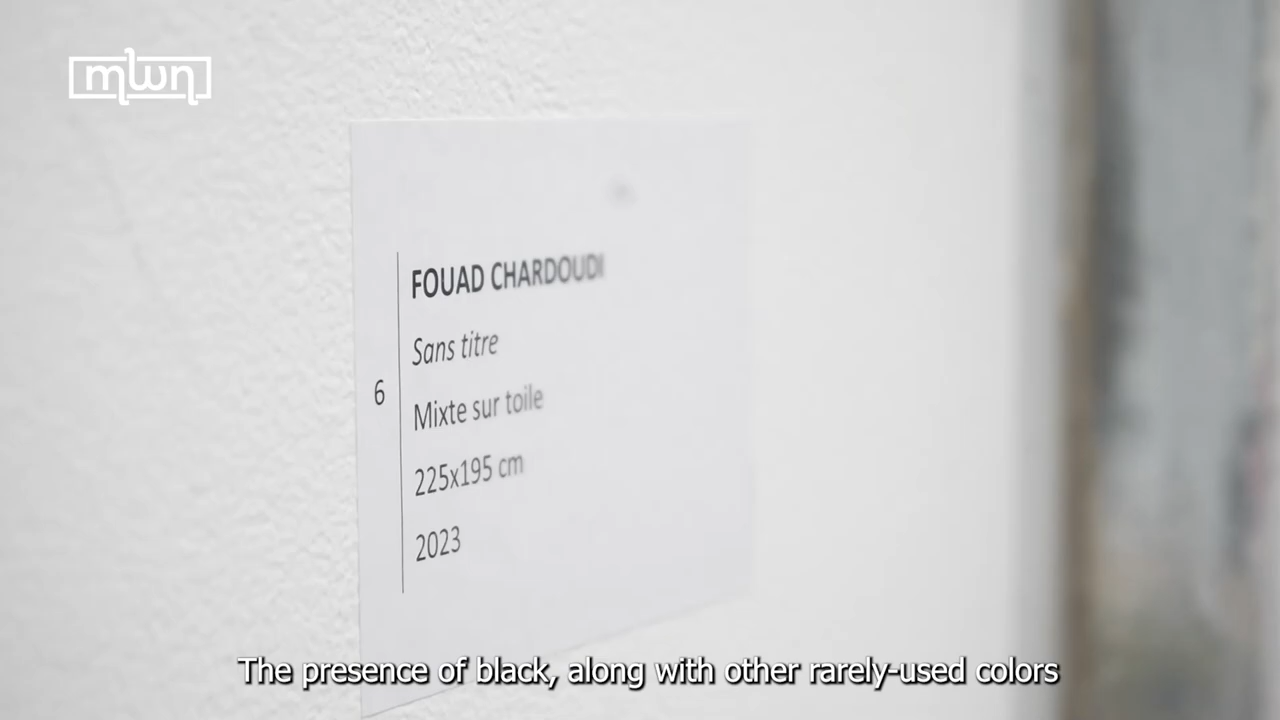 mwn
FOUAD CHARDOUDI
Sans titre
6
Mixte sur toile
225x195 cm
2023
The presence of black, along with other rarely-used colors